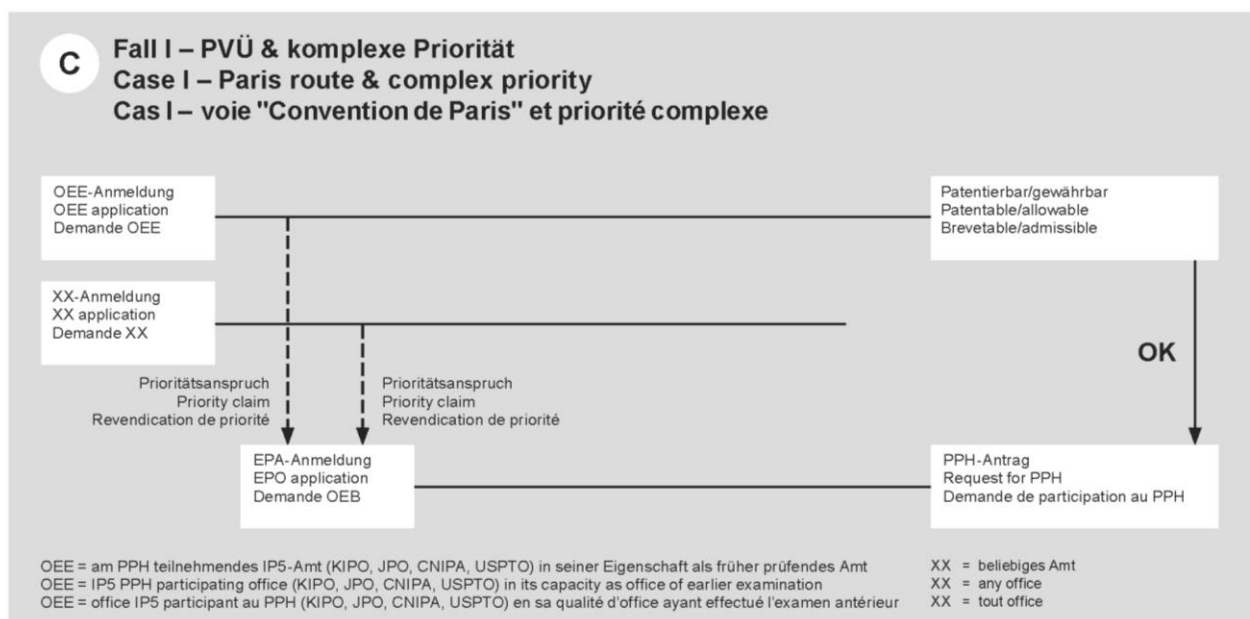 C
Fall I – PVÜ & komplexe Priorität
Case I – Paris route & complex priority
Cas I – voie "Convention de Paris" et priorité complexe
OEE-Anmeldung
OEE application
Demande OEE
Patentierbar/gewährbar
Patentable/allowable
Brevetable/admissible
XX-Anmeldung
XX application
Demande XX
OK
Prioritätsanspruch
Priority claim
Revendication de priorité
Prioritätsanspruch
Priority claim
Revendication de priorité
EPA-Anmeldung
EPO application
Demande OEB
PPH-Antrag
Request for PPH
Demande de participation au PPH
OEE = am PPH teilnehmendes IP5-Amt (KIPO, JPO, CNIPA, USPTO) in seiner Eigenschaft als früher prüfendes Amt
OEE = IP5 PPH participating office (KIPO, JPO, CNIPA, USPTO) in its capacity as office of earlier examination
OEE = office IP5 participant au PPH (KIPO, JPO, CNIPA, USPTO) en sa qualité d'office ayant effectué l'examen antérieur
XX = beliebiges Amt
XX = any office
XX = tout office